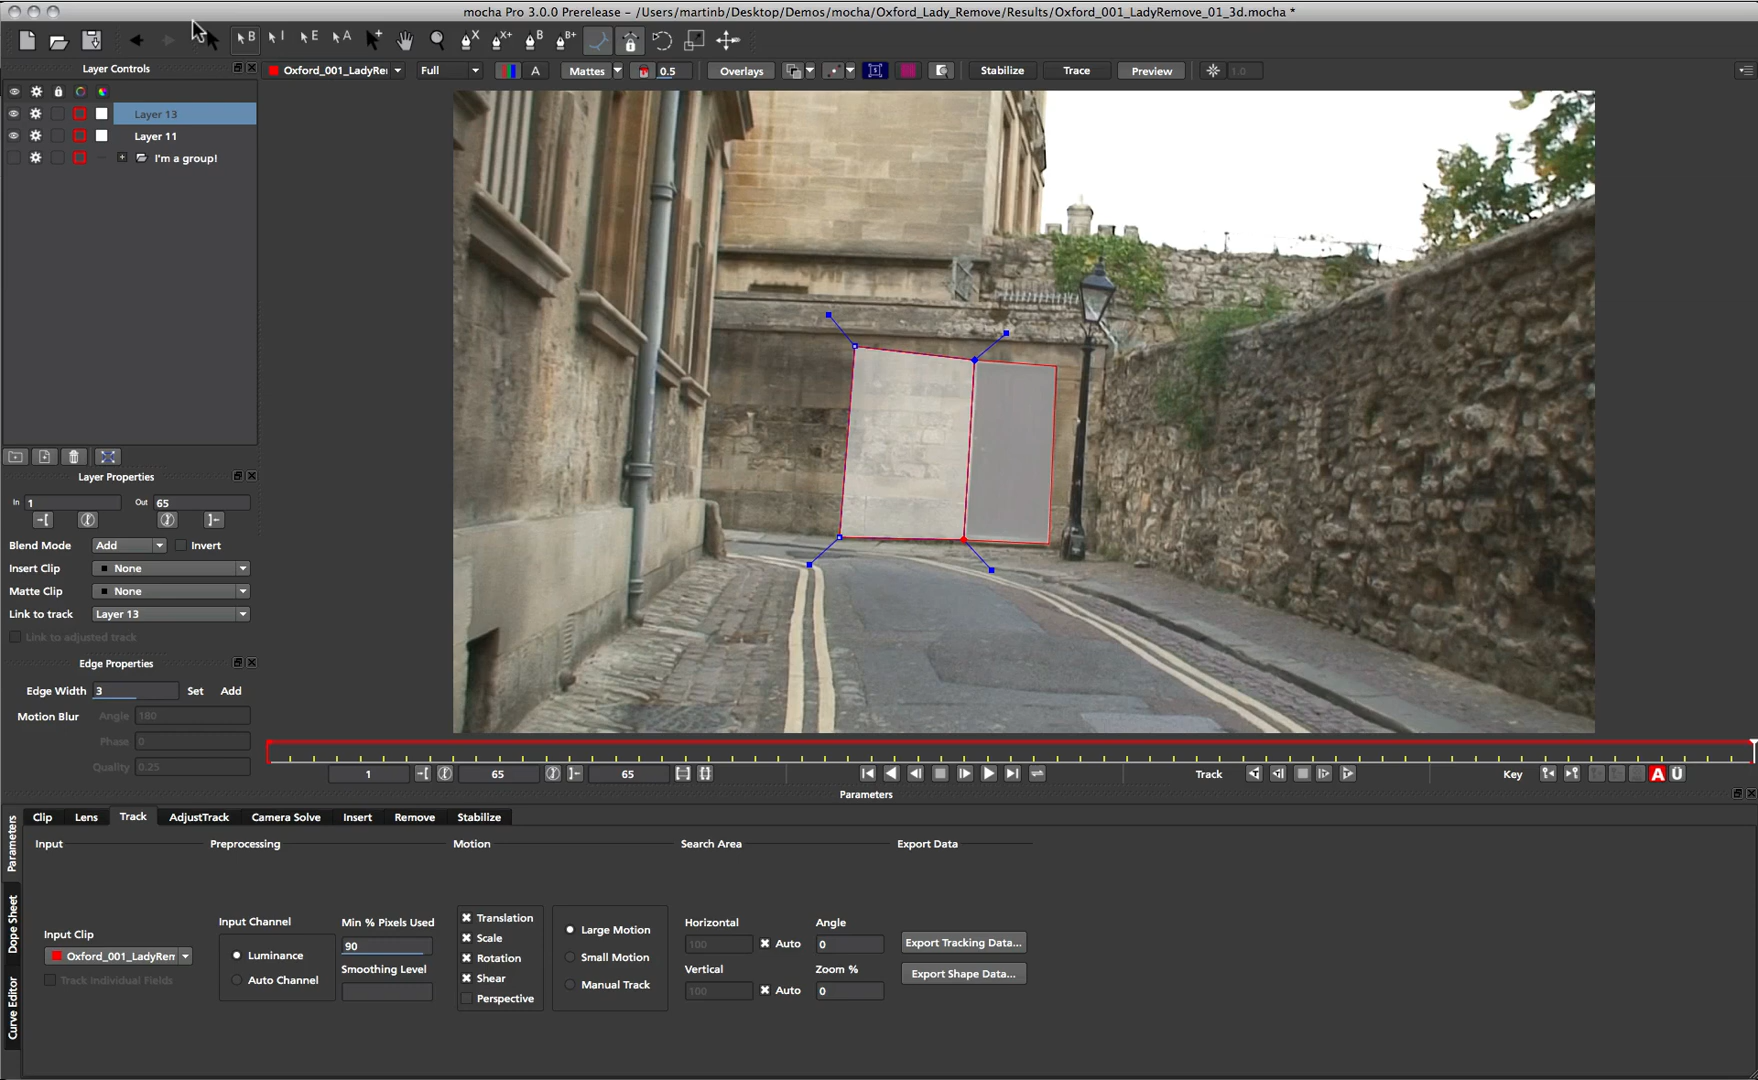 mocha Pro 3.0.0 Prerelease – /Users/martinb/Desktop/Demos/mocha/Oxford_Lady_Remove/Results/Oxford_001_LadyRemove_01_3d.mocha *
B I E A X X+ B B+
Layer Controls
Oxford_001_LadyRei Full A Mattes 0.5 Overlays Stabilize Trace Preview 1.0
Layer 13
Layer 11
I'm a group!
Layer Properties
In 1 Out 65
Blend Mode Add Invert
Insert Clip None
Matte Clip None
Link to track Layer 13
Link to adjusted track
Edge Properties
Edge Width 3 Set Add
Motion Blur Angle 180
Phase 0
Quality 0.25
1 65 65 Track Key A Ü
Parameters
Clip Lens Track AdjustTrack Camera Solve Insert Remove Stabilize
Parameters
Dope Sheet
Curve Editor
Input
Input Clip
Oxford_001_LadyRen
Track Individual Fields
Preprocessing
Input Channel
Luminance
Auto Channel
Min % Pixels Used
90
Smoothing Level
Motion
Translation
Scale
Rotation
Shear
Perspective
Large Motion
Small Motion
Manual Track
Search Area
Horizontal
100 Auto
Vertical
100 Auto
Angle
0
Zoom %
0
Export Data
Export Tracking Data...
Export Shape Data...